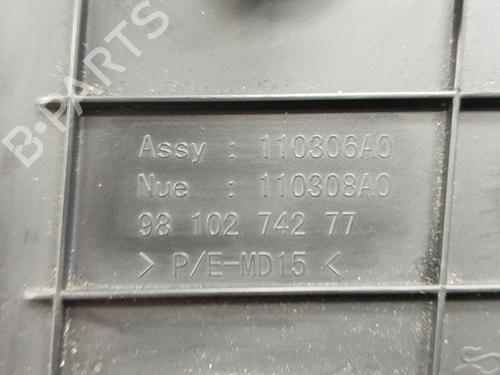 B-PARTS
Assy : 110306A0
Nue : 110308A0
98 102 742 77
> P/E-MD15 <